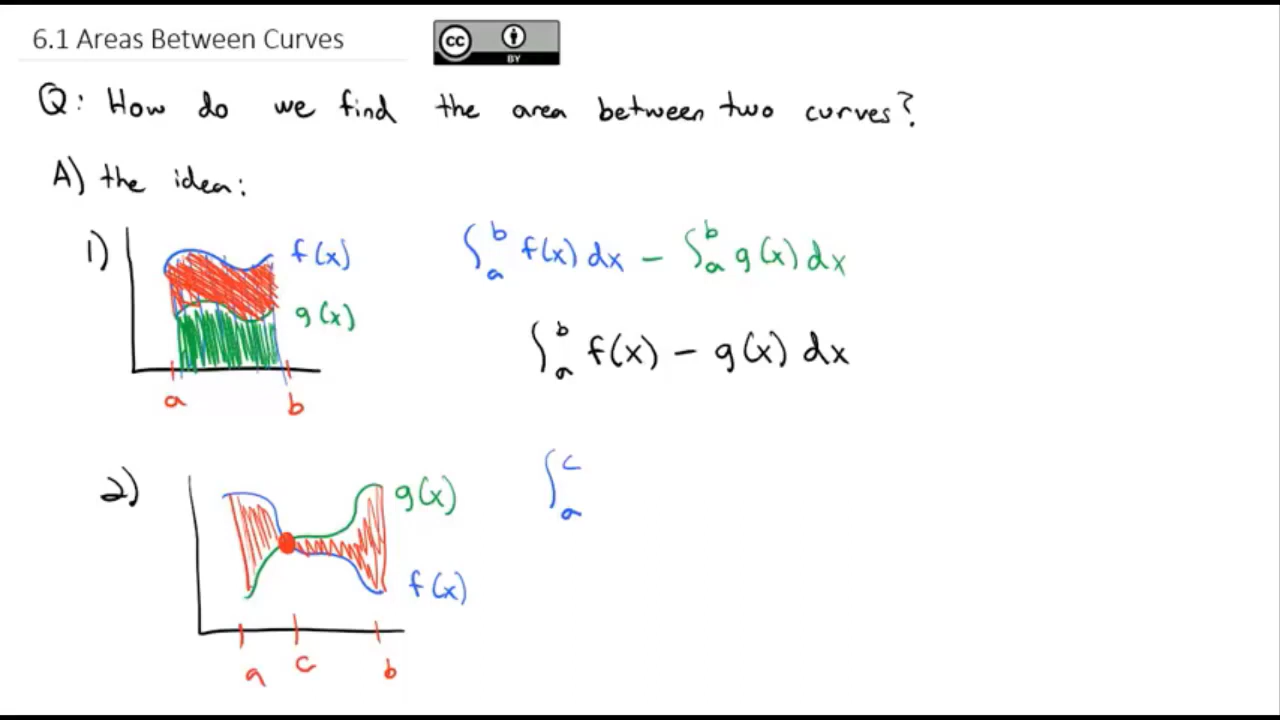 6.1 Areas Between Curves
cc BY
Q: How do we find the area between two curves?
A) the idea:
1)
f(x)
g(x)
a
b
∫ₐᵇ f(x) dx − ∫ₐᵇ g(x) dx
∫ₐᵇ f(x) − g(x) dx
2)
g(x)
f(x)
a
c
b
∫ₐᶜ